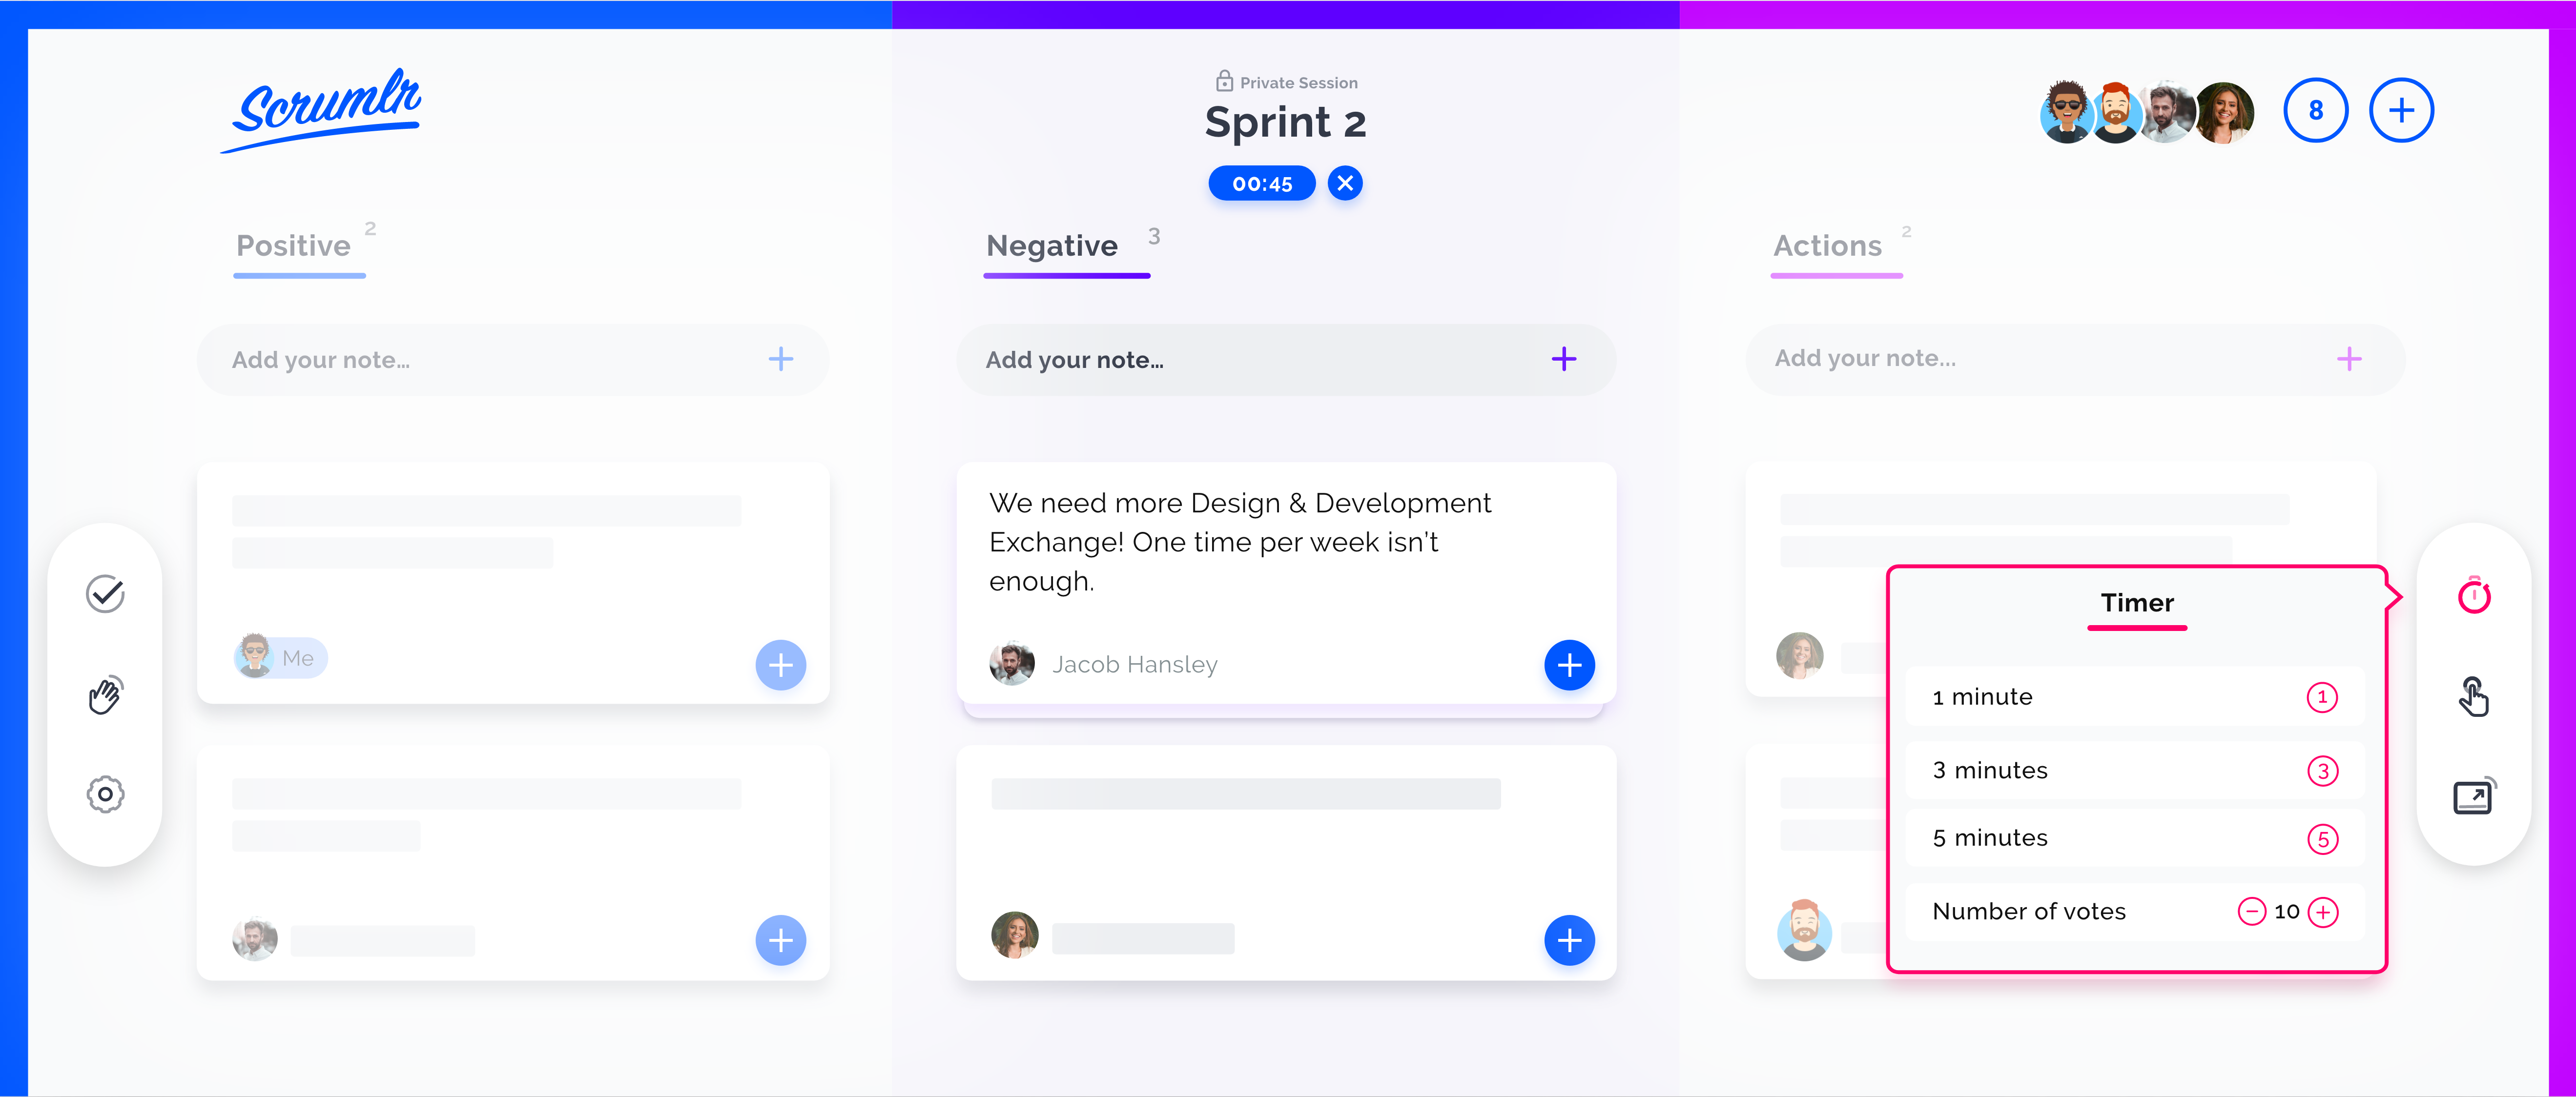 Scrumlr
Private Session
Sprint 2
00:45
8
Positive 2
Add your note...
Me
Negative 3
Add your note...
We need more Design & Development
Exchange! One time per week isn't
enough.
Jacob Hansley
Actions 2
Add your note...
Timer
1 minute 1
3 minutes 3
5 minutes 5
Number of votes 10